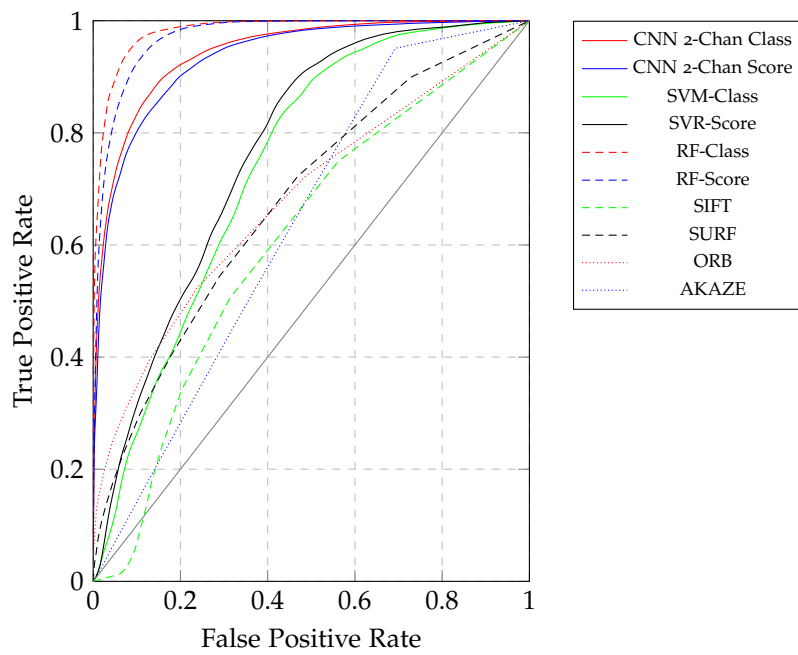 1
0.8
0.6
0.4
0.2
0
0
0.2
0.4
0.6
0.8
1
True Positive Rate
False Positive Rate
CNN 2-Chan Class
CNN 2-Chan Score
SVM-Class
SVR-Score
RF-Class
RF-Score
SIFT
SURF
ORB
AKAZE